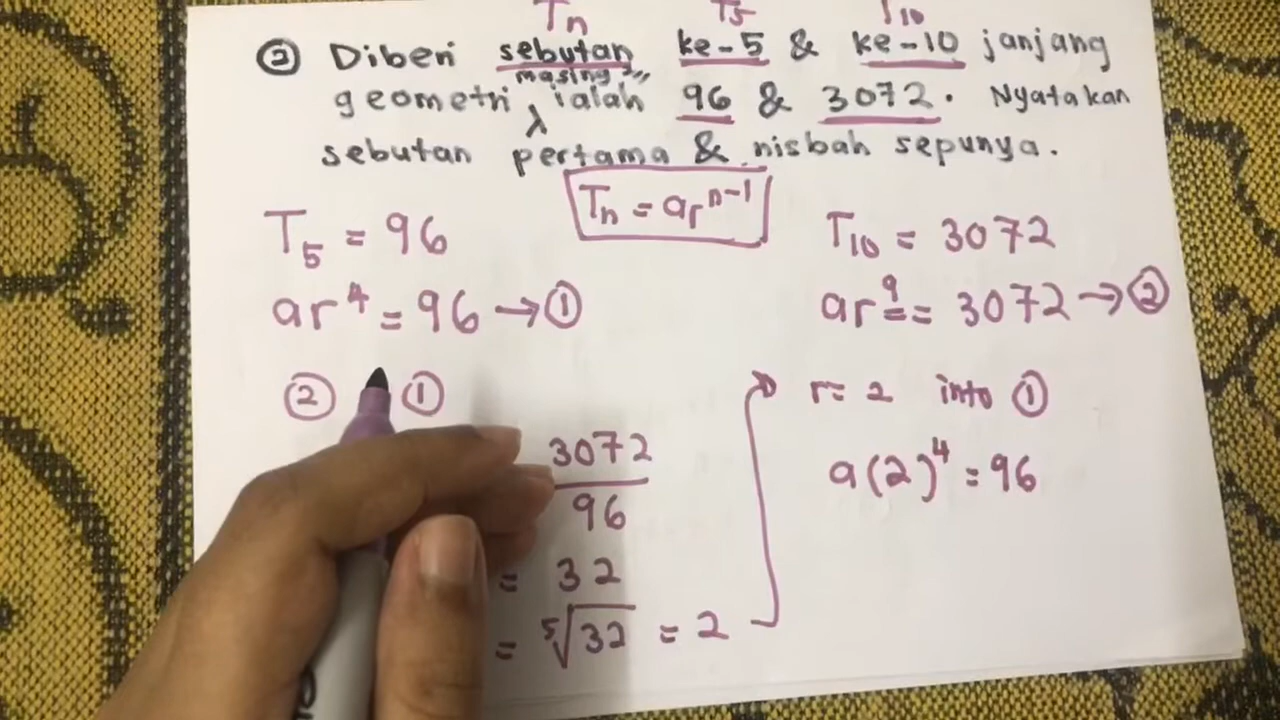 Tn T5 T10
② Diberi sebutan ke-5 & ke-10 janjang
masing²
geometri ialah 96 & 3072. Nyatakan
sebutan pertama & nisbah sepunya.
Tn = ar^n-1
T5 = 96 T10 = 3072
ar^4 = 96 → ① ar^9 = 3072 → ②
② ① r = 2 into ①
3072
96
a(2)^4 = 96
= 32
= ⁵√32 = 2